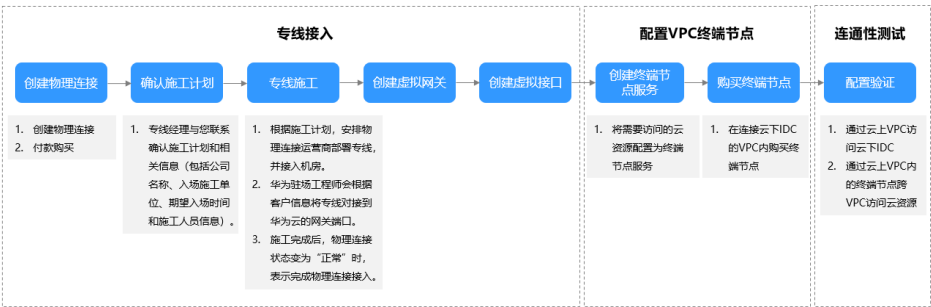 专线接入
配置VPC终端节点
连通性测试
创建物理连接
确认施工计划
专线施工
创建虚拟网关
创建虚拟接口
创建终端节
点服务
购买终端节点
配置验证
1. 创建物理连接
2. 付款购买
1. 专线经理与您联系
确认施工计划和相
关信息（包括公司
名称、入场施工单
位、期望入场时间
和施工人员信息）。
1. 根据施工计划，安排物
理连接运营商部署专线，
并接入机房。
2. 华为驻场工程师会根据
客户信息将专线对接到
华为云的网关端口。
3. 施工完成后，物理连接
状态变为“正常”时，
表示完成物理连接接入。
1. 将需要访问的云
资源配置为终端
节点服务
1. 在连接云下IDC
的VPC内购买终
端节点
1. 通过云上VPC访
问云下IDC
2. 通过云上VPC内
的终端节点跨
VPC访问云资源